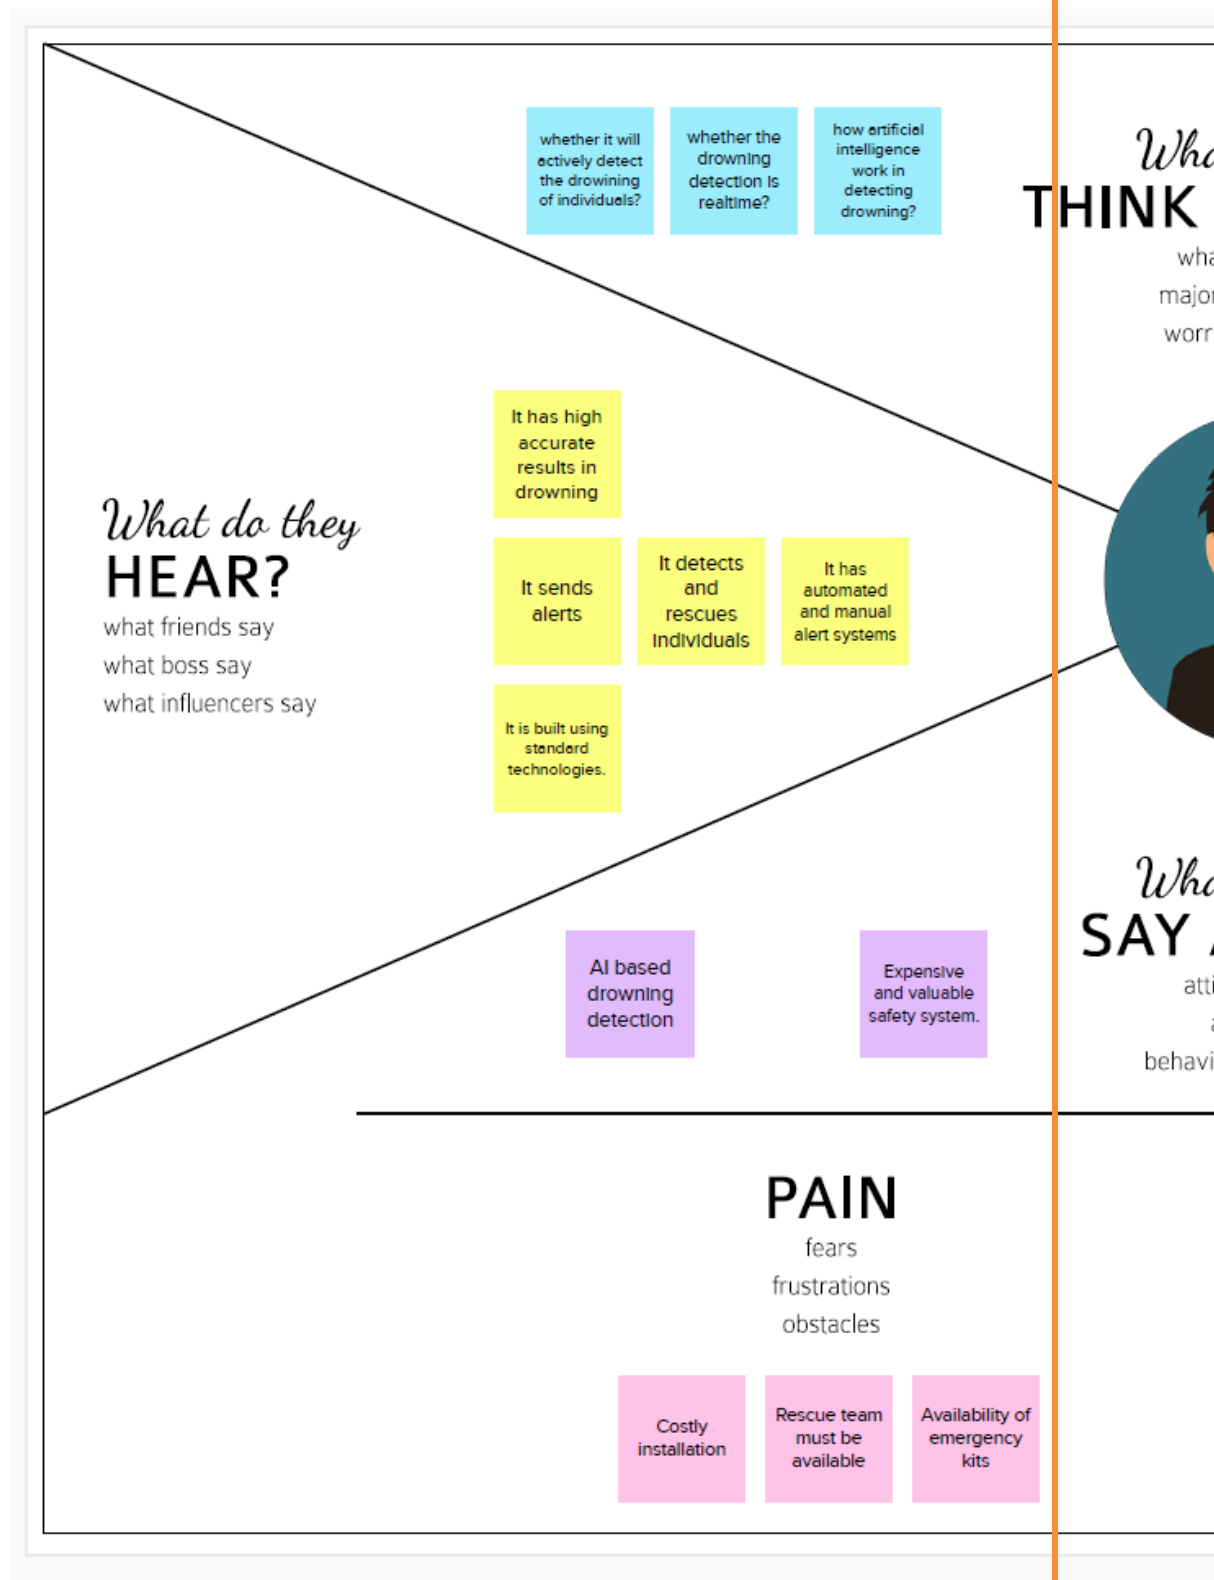 whether it will
actively detect
the drowining
of individuals?
whether the
drowning
detection is
realtime?
how artificial
intelligence
work in
detecting
drowning?
THINK
It has high
accurate
results in
drowning
What do they
HEAR?
what friends say
what boss say
what influencers say
It sends
alerts
It detects
and
rescues
individuals
It has
automated
and manual
alert systems
It is built using
standard
technologies.
AI based
drowning
detection
Expensive
and valuable
safety system.
SAY
PAIN
fears
frustrations
obstacles
Costly
installation
Rescue team
must be
available
Availability of
emergency
kits